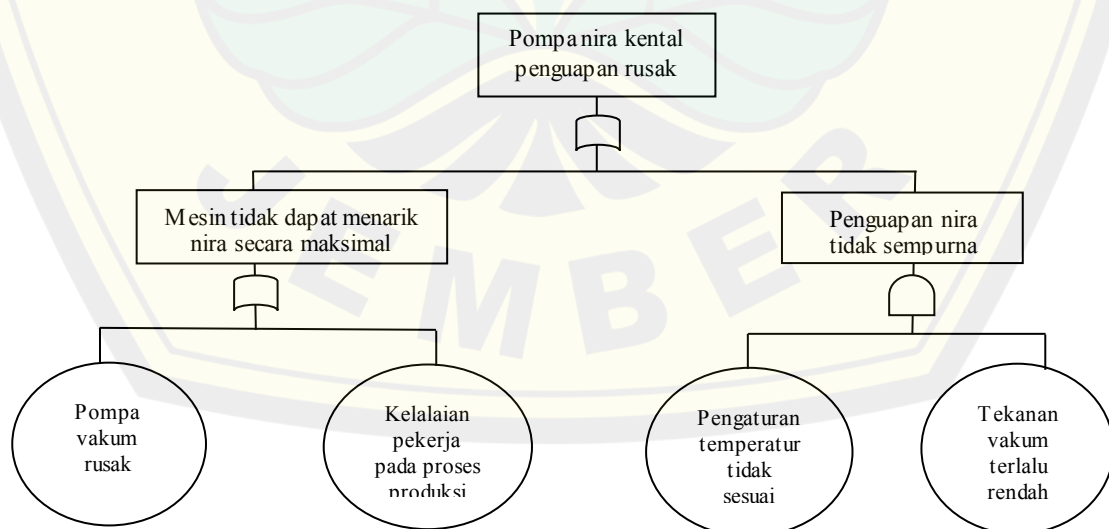 Pompa nira kental
penguapan rusak
Mesin tidak dapat menarik
nira secara maksimal
Penguapan nira
tidak sempurna
Pompa
vakum
rusak
Kelalaian
pekerja
pada proses
produksi
Pengaturan
temperatur
tidak
sesuai
Tekanan
vakum
terlalu
rendah
JEMBER